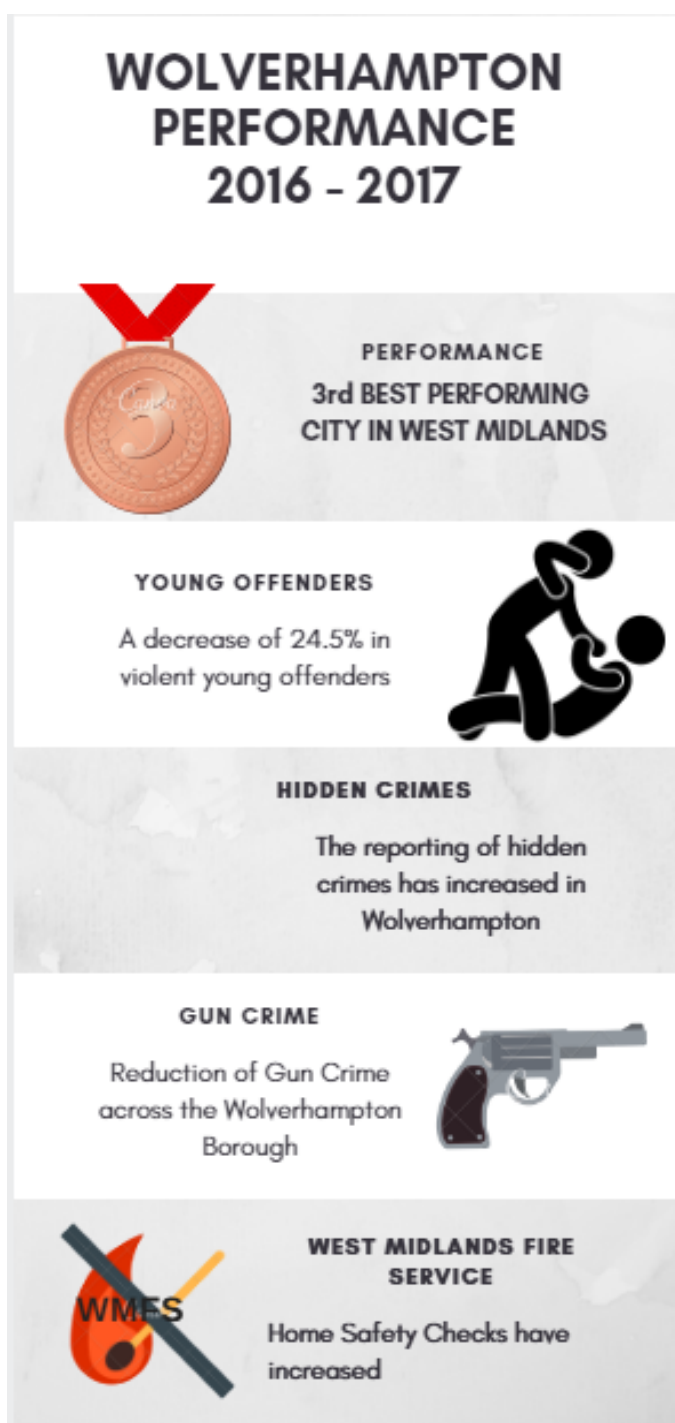 WOLVERHAMPTON
PERFORMANCE
2016 - 2017
PERFORMANCE
3rd BEST PERFORMING
CITY IN WEST MIDLANDS
3
Canva
YOUNG OFFENDERS
A decrease of 24.5% in
violent young offenders
HIDDEN CRIMES
The reporting of hidden
crimes has increased in
Wolverhampton
GUN CRIME
Reduction of Gun Crime
across the Wolverhampton
Borough
WMFS
WEST MIDLANDS FIRE
SERVICE
Home Safety Checks have
increased